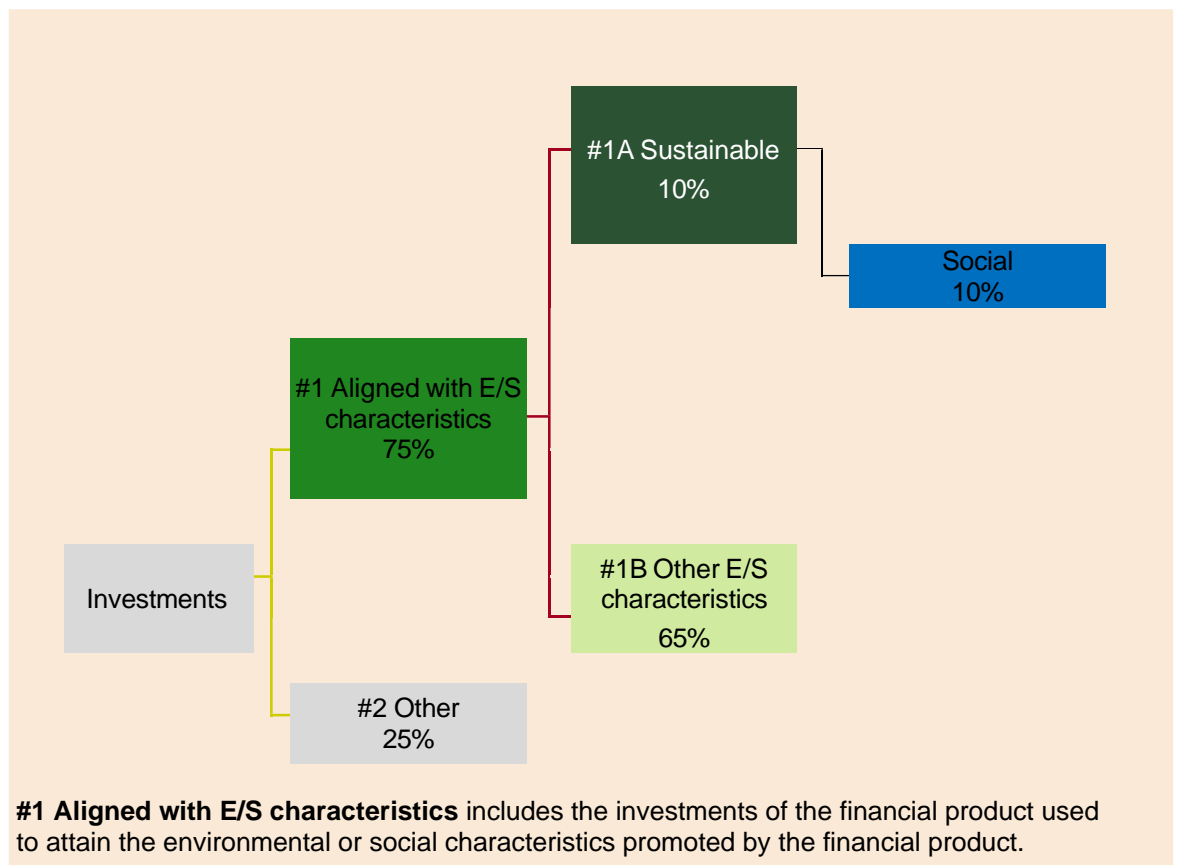 #1A Sustainable
10%
Social
10%
#1 Aligned with E/S
characteristics
75%
#1B Other E/S
characteristics
65%
Investments
#2 Other
25%
#1 Aligned with E/S characteristics includes the investments of the financial product used
to attain the environmental or social characteristics promoted by the financial product.